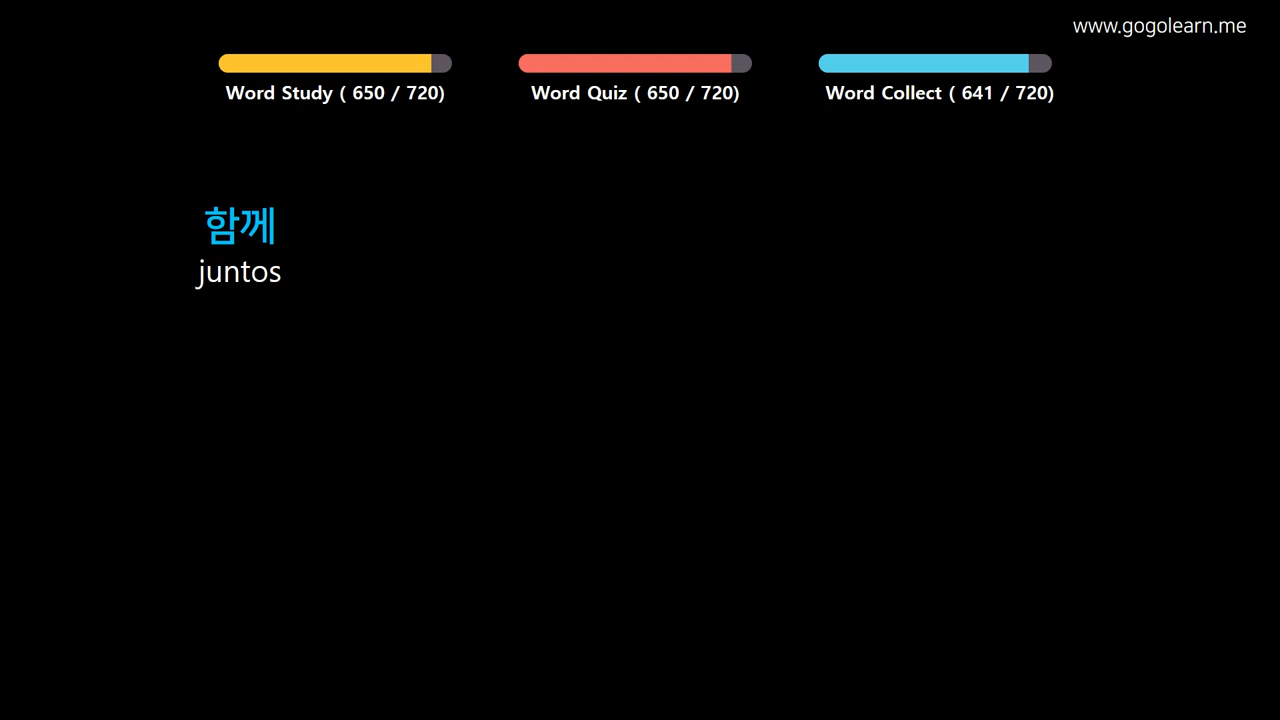 www.gogolearn.me
Word Study ( 650 / 720)
Word Quiz ( 650 / 720)
Word Collect ( 641 / 720)
함께
juntos